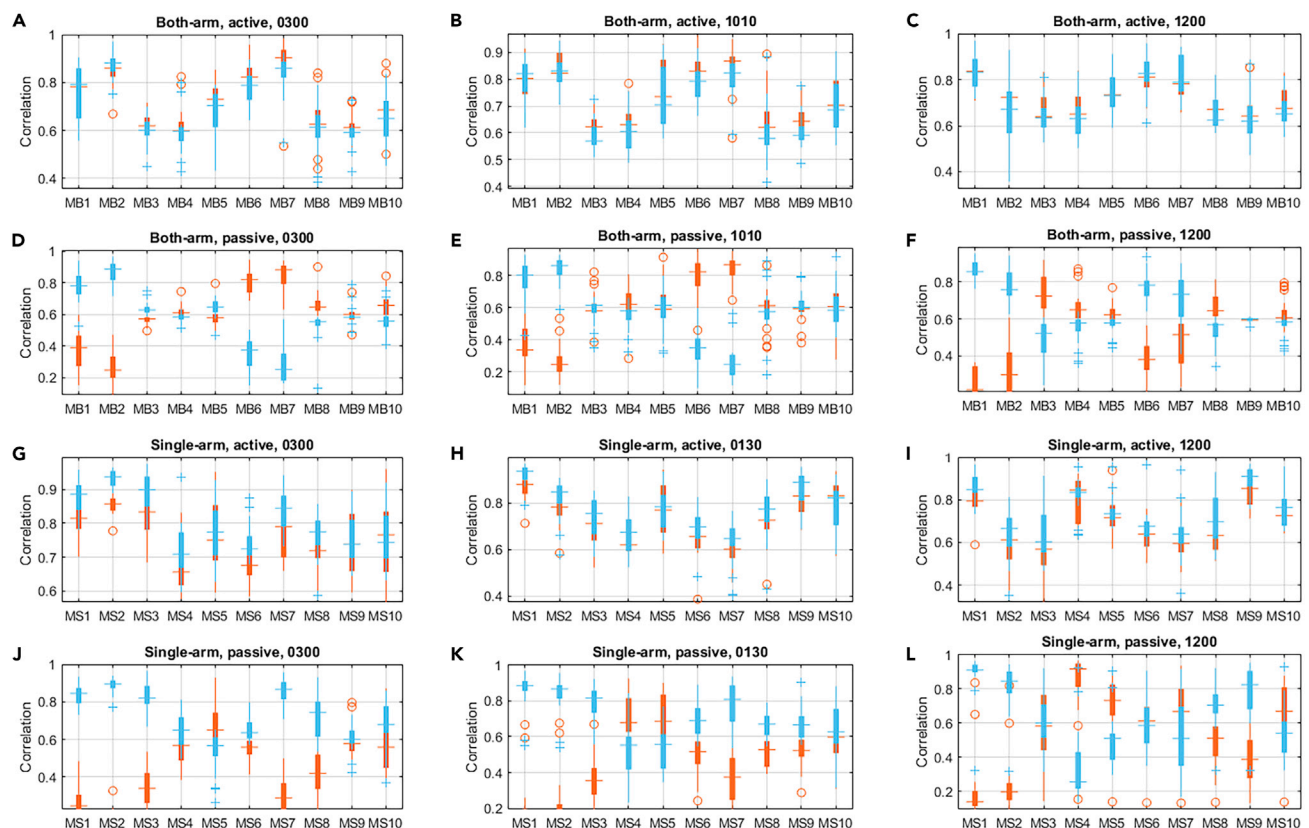 A Both-arm, active, 0300
B Both-arm, active, 1010
C Both-arm, active, 1200
Correlation
1
0.8
0.6
0.4
MB1 MB2 MB3 MB4 MB5 MB6 MB7 MB8 MB9 MB10
Correlation
0.9
0.8
0.7
0.6
0.5
0.4
MB1 MB2 MB3 MB4 MB5 MB6 MB7 MB8 MB9 MB10
Correlation
1
0.8
0.6
0.4
MB1 MB2 MB3 MB4 MB5 MB6 MB7 MB8 MB9 MB10
D Both-arm, passive, 0300
E Both-arm, passive, 1010
F Both-arm, passive, 1200
Correlation
1
0.8
0.6
0.4
0.2
MB1 MB2 MB3 MB4 MB5 MB6 MB7 MB8 MB9 MB10
Correlation
0.8
0.6
0.4
0.2
MB1 MB2 MB3 MB4 MB5 MB6 MB7 MB8 MB9 MB10
Correlation
1
0.8
0.6
0.4
MB1 MB2 MB3 MB4 MB5 MB6 MB7 MB8 MB9 MB10
G Single-arm, active, 0300
H Single-arm, active, 0130
I Single-arm, active, 1200
Correlation
0.9
0.8
0.7
0.6
MS1 MS2 MS3 MS4 MS5 MS6 MS7 MS8 MS9 MS10
Correlation
1
0.8
0.6
0.4
MS1 MS2 MS3 MS4 MS5 MS6 MS7 MS8 MS9 MS10
Correlation
1
0.8
0.6
0.4
MS1 MS2 MS3 MS4 MS5 MS6 MS7 MS8 MS9 MS10
J Single-arm, passive, 0300
K Single-arm, passive, 0130
L Single-arm, passive, 1200
Correlation
1
0.8
0.6
0.4
MS1 MS2 MS3 MS4 MS5 MS6 MS7 MS8 MS9 MS10
Correlation
1
0.8
0.6
0.4
0.2
MS1 MS2 MS3 MS4 MS5 MS6 MS7 MS8 MS9 MS10
Correlation
1
0.8
0.6
0.4
0.2
MS1 MS2 MS3 MS4 MS5 MS6 MS7 MS8 MS9 MS10